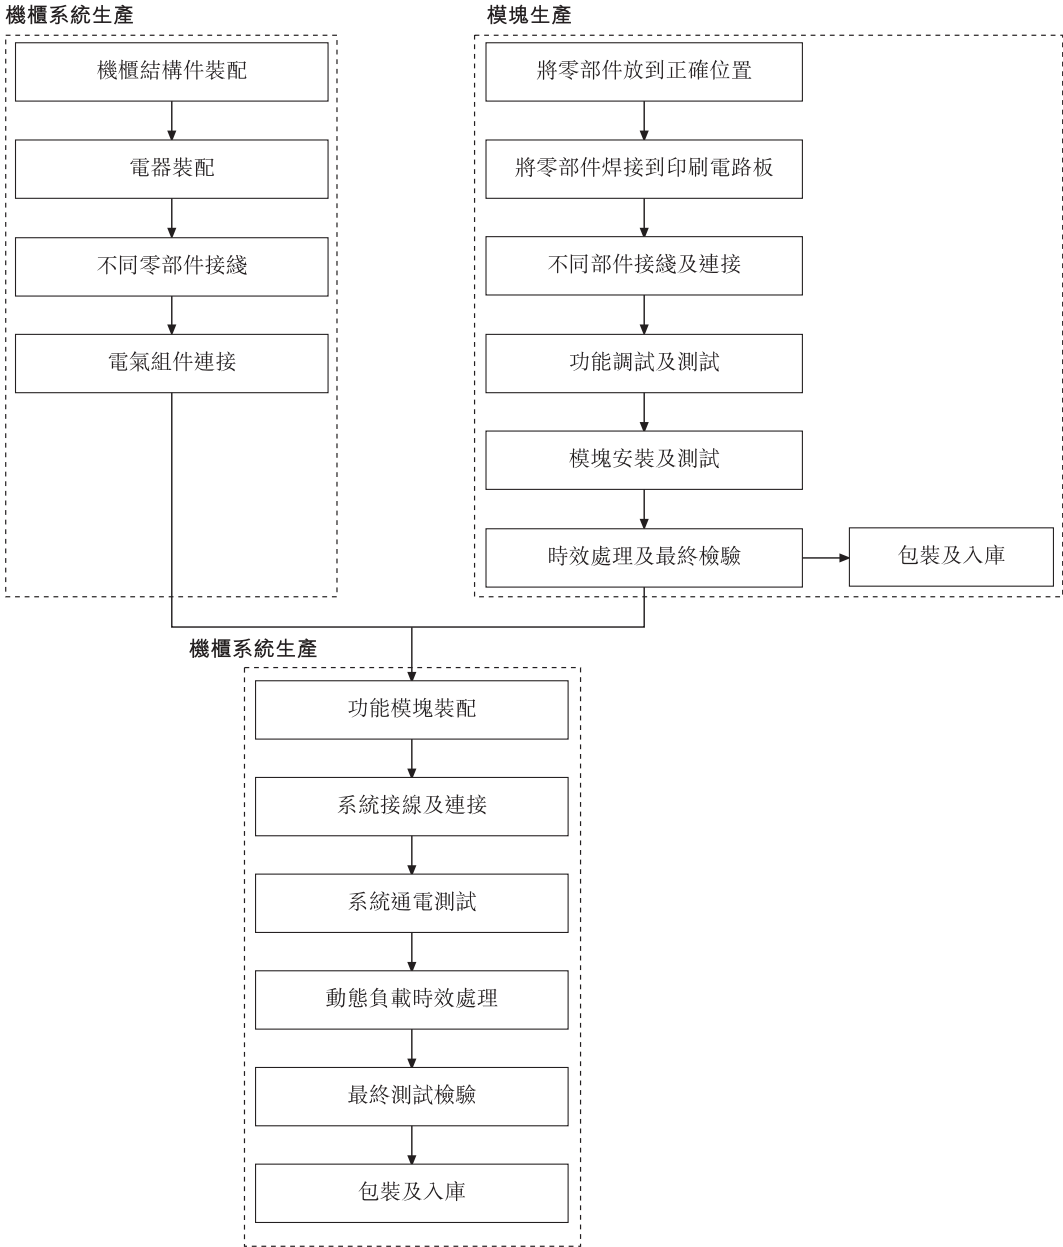 機櫃系統生產
機櫃結構件裝配
電器裝配
不同零部件接綫
電氣組件連接
模塊生產
將零部件放到正確位置
將零部件焊接到印刷電路板
不同部件接綫及連接
功能調試及測試
模塊安裝及測試
時效處理及最終檢驗
包裝及入庫
機櫃系統生產
功能模塊裝配
系統接線及連接
系統通電測試
動態負載時效處理
最終測試檢驗
包裝及入庫